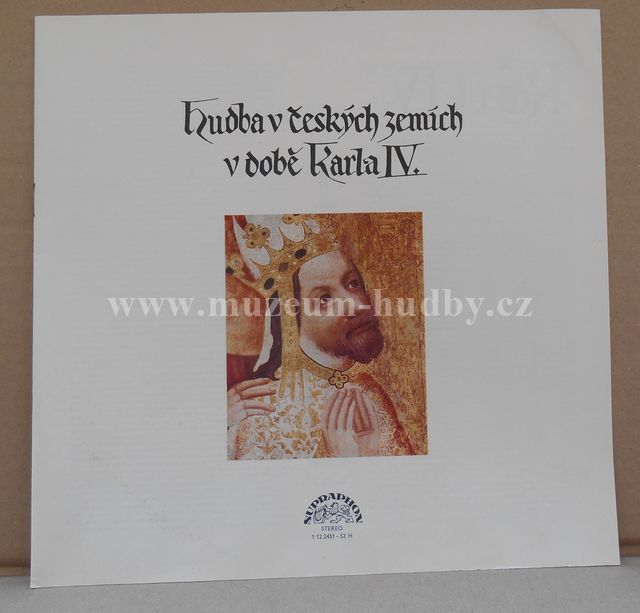 Hudba v českých zemích
v době Karla IV.
www.muzeum-hudby.cz
SUPRAPHON
STEREO
1 12 2451 - 52 H